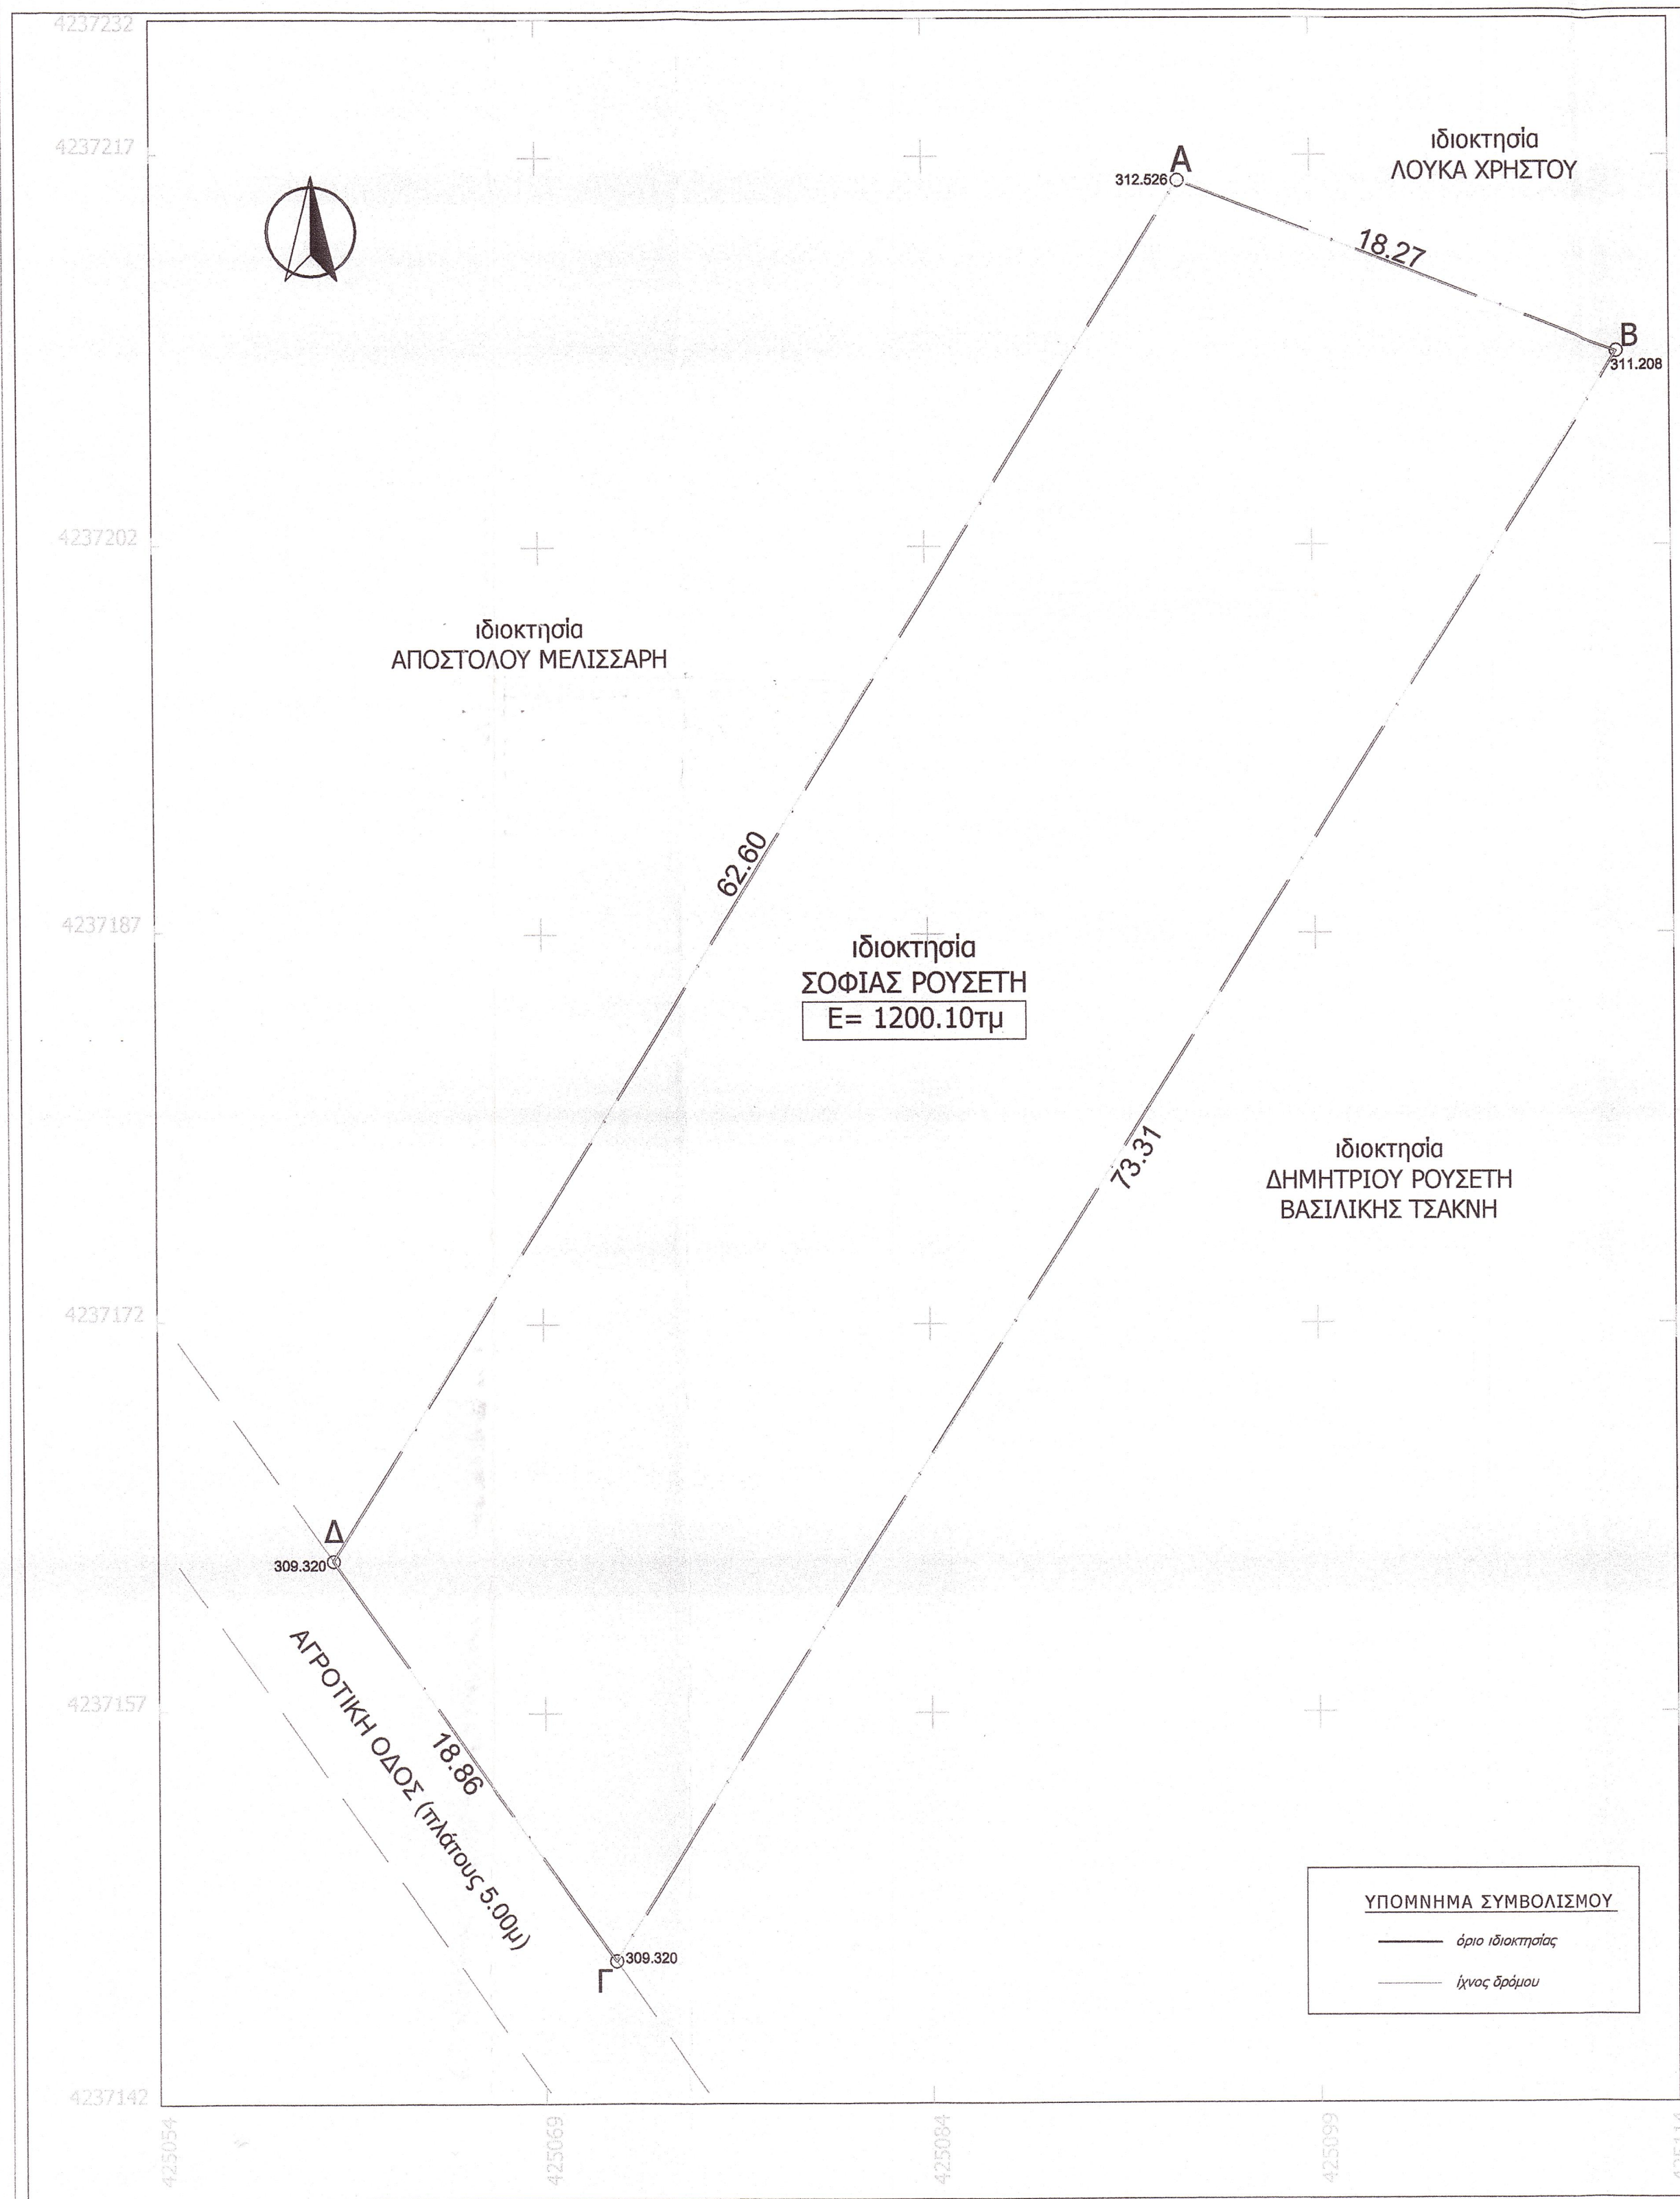 4237232
4237217
ιδιοκτησία
ΛΟΥΚΑ ΧΡΗΣΤΟΥ
Α
312.526
18.27
Β
311.208
4237202
ιδιοκτησία
ΑΠΟΣΤΟΛΟΥ ΜΕΛΙΣΣΑΡΗ
62.60
4237187
ιδιοκτησία
ΣΟΦΙΑΣ ΡΟΥΣΕΤΗ
Ε= 1200.10τμ
73.31
ιδιοκτησία
ΔΗΜΗΤΡΙΟΥ ΡΟΥΣΕΤΗ
ΒΑΣΙΛΙΚΗΣ ΤΣΑΚΝΗ
4237172
Δ
309.320
ΑΓΡΟΤΙΚΗ ΟΔΟΣ (πλάτους 5.00μ)
4237157
18.86
309.320
Γ
ΥΠΟΜΝΗΜΑ ΣΥΜΒΟΛΙΣΜΟΥ
όριο ιδιοκτησίας
ίχνος δρόμου
4237142
425054
425069
425084
425099